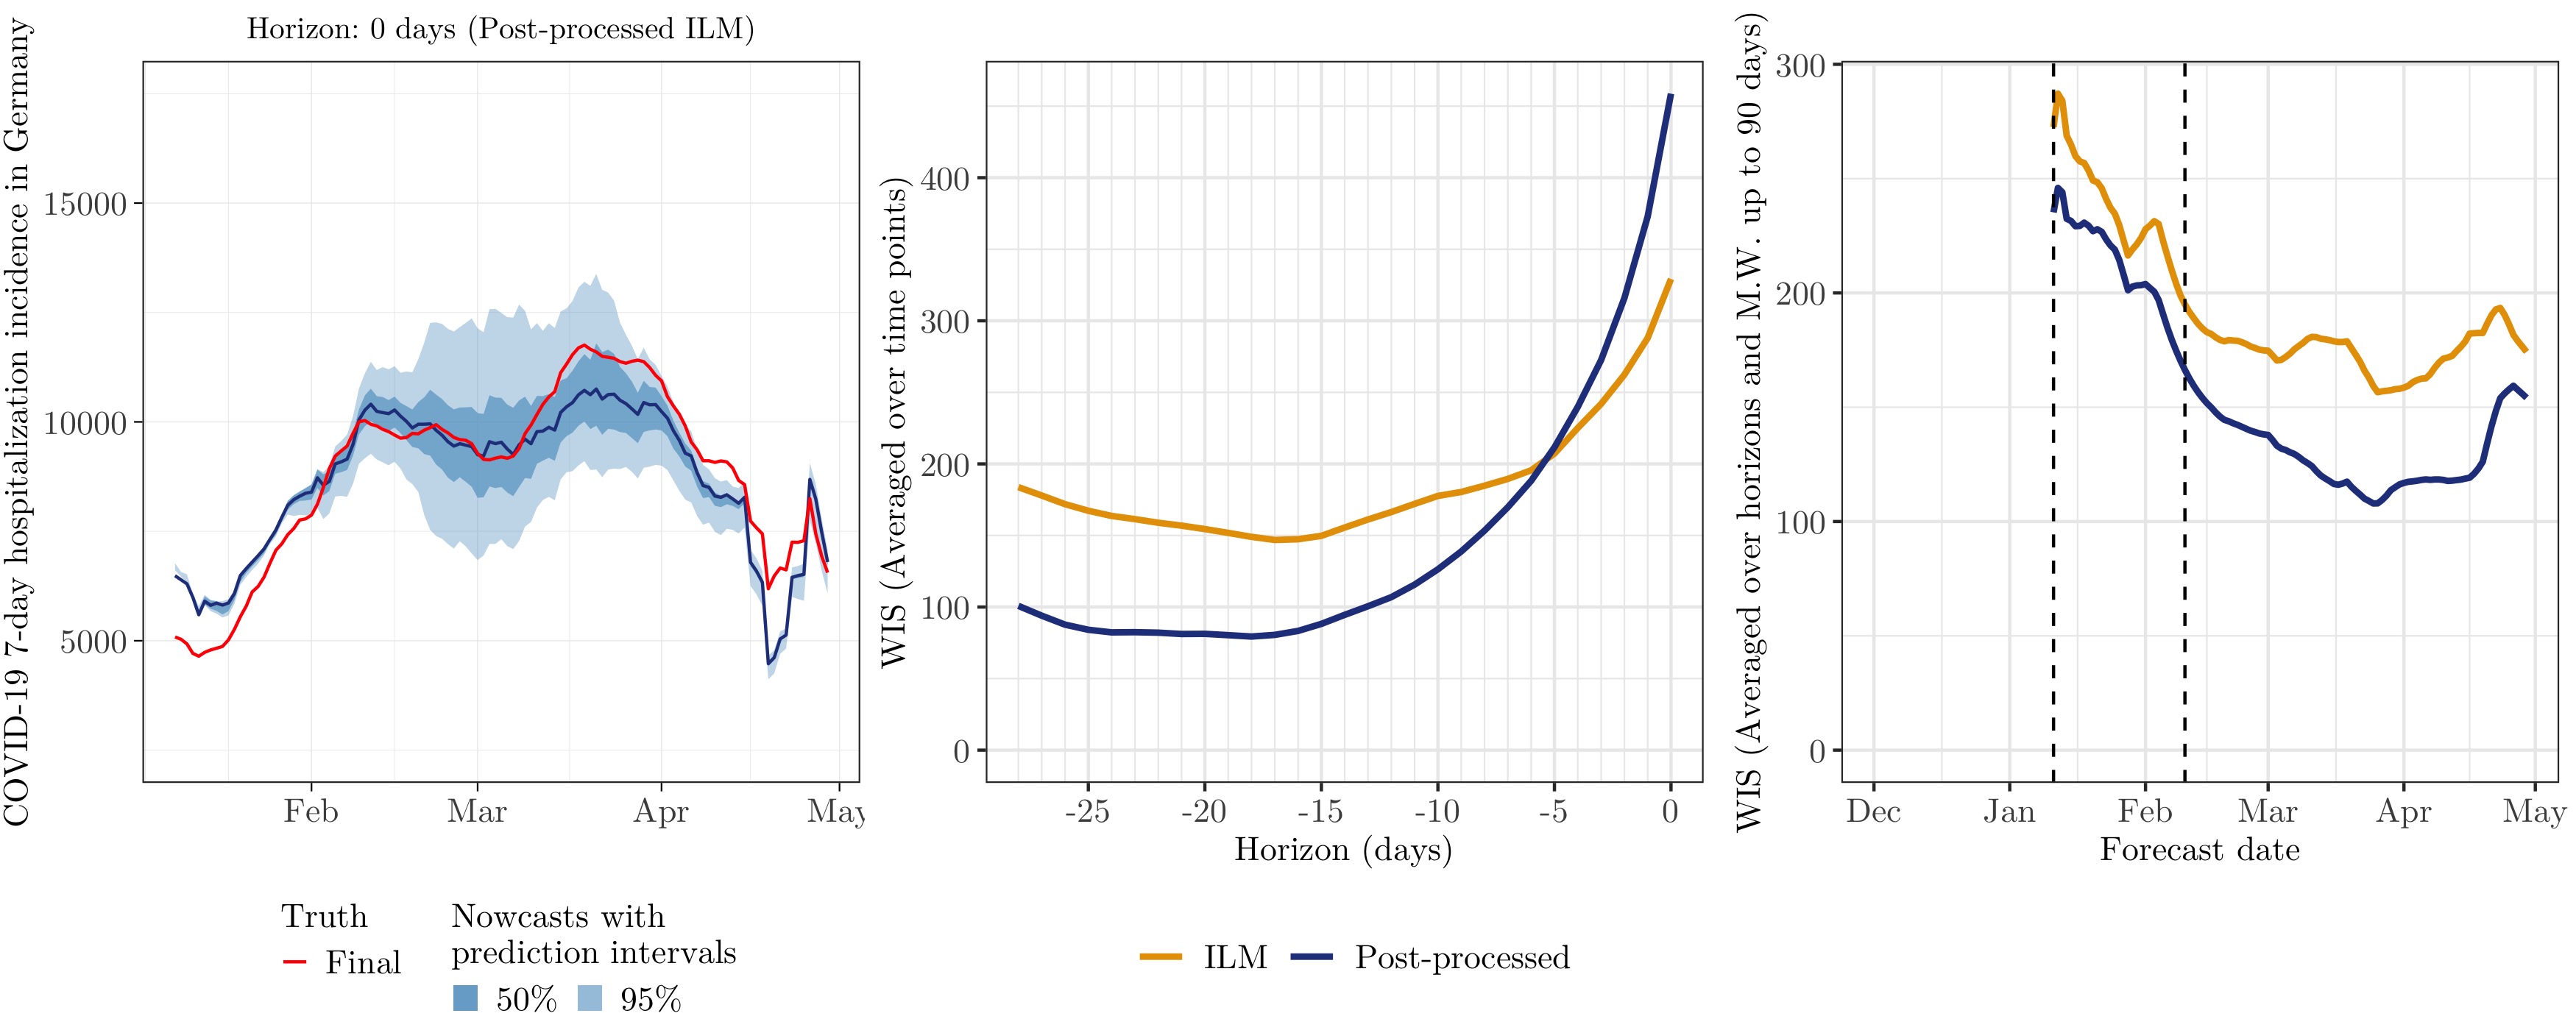 Horizon: 0 days (Post-processed ILM)
COVID-19 7-day hospitalization incidence in Germany
15000
10000
5000
Feb Mar Apr May
Truth
Final
Nowcasts with
prediction intervals
50% 95%
WIS (Averaged over time points)
400
300
200
100
0
-25 -20 -15 -10 -5 0
Horizon (days)
ILM Post-processed
WIS (Averaged over horizons and M.W. up to 90 days)
300
200
100
0
Dec Jan Feb Mar Apr May
Forecast date